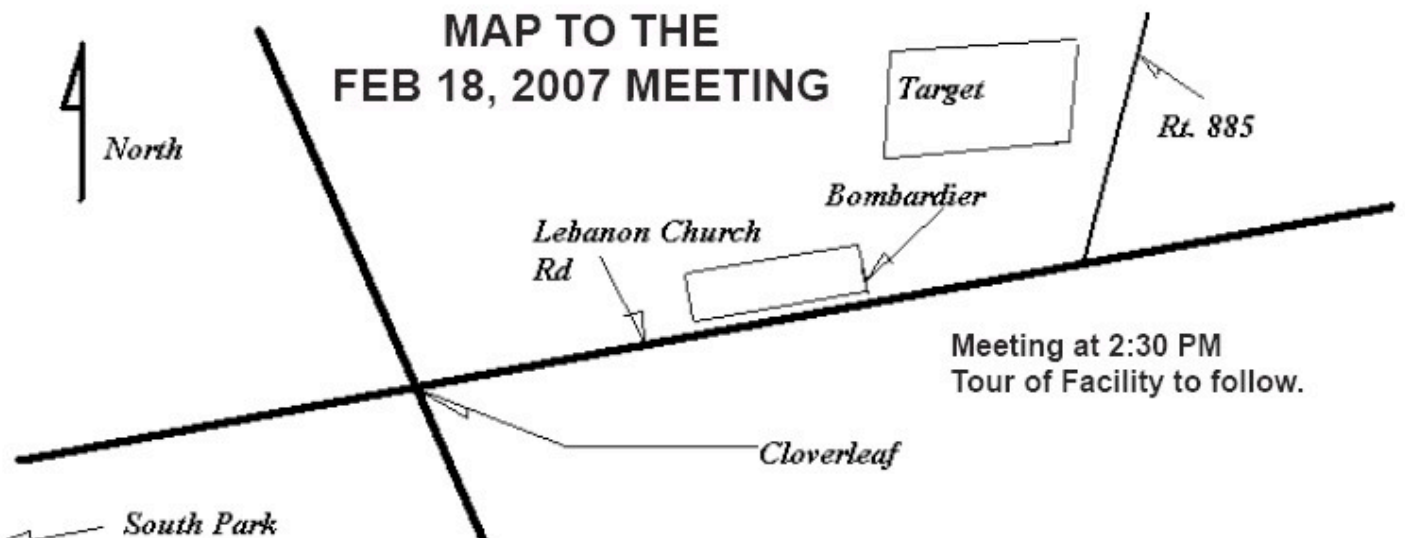 MAP TO THE
FEB 18, 2007 MEETING
Target
Rt. 885
North
Bombardier
Lebanon Church
Rd
Meeting at 2:30 PM
Tour of Facility to follow.
Cloverleaf
South Park